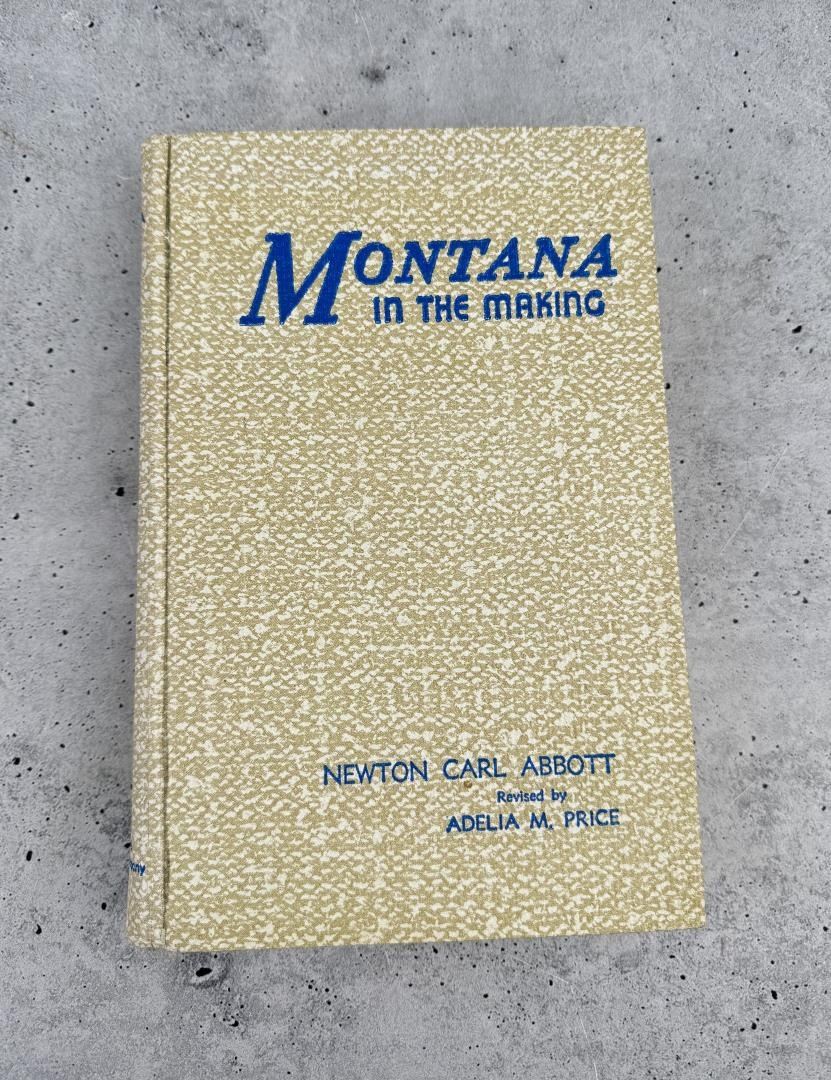 MONTANA
IN THE MAKING
NEWTON CARL ABBOTT
Revised by
ADELIA M. PRICE